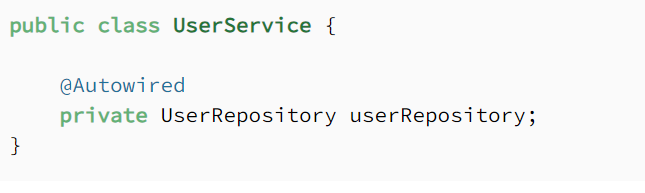 public class UserService {
@Autowired
private UserRepository userRepository;
}